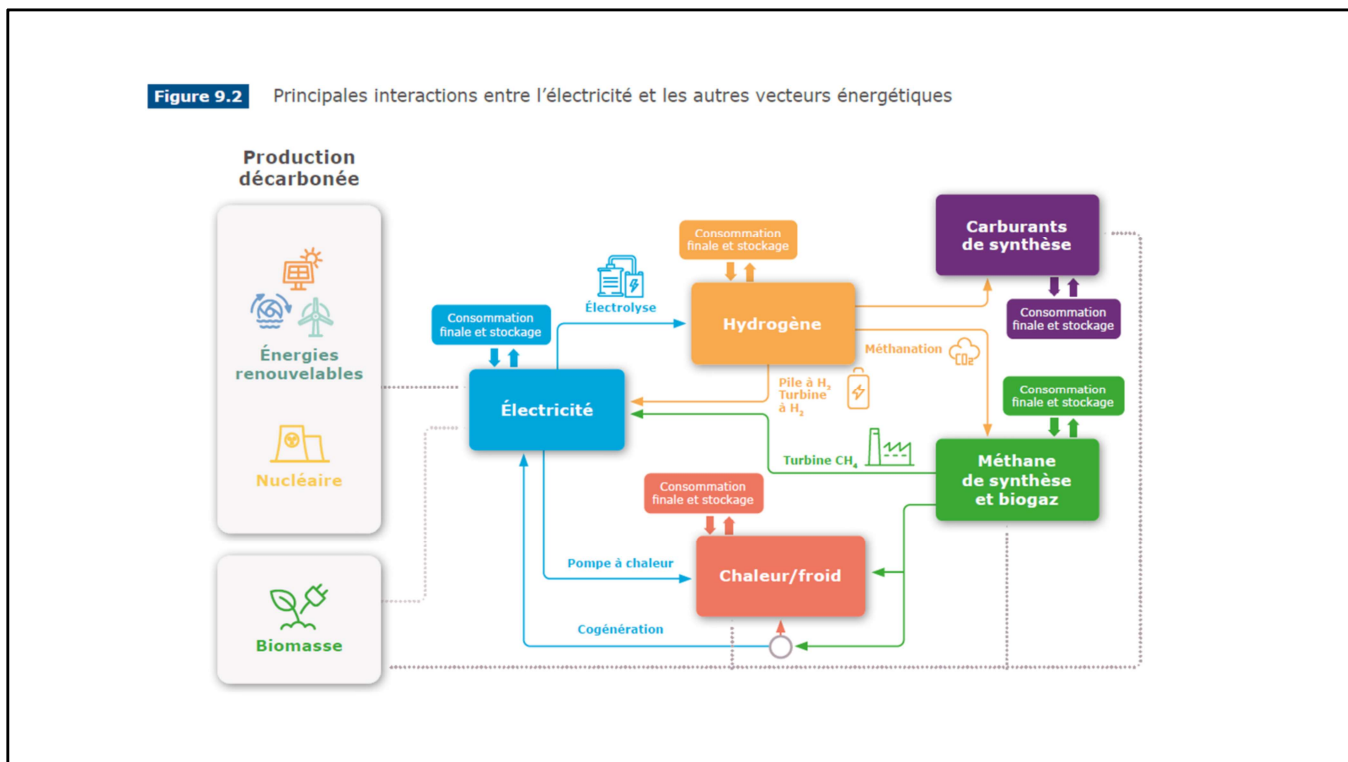 Figure 9.2 Principales interactions entre l'électricité et les autres vecteurs énergétiques
Production
décarbonée
Énergies
renouvelables
Nucléaire
Biomasse
Consommation
finale et stockage
Électricité
Électrolyse
Consommation
finale et stockage
Hydrogène
Carburants
de synthèse
Consommation
finale et stockage
Méthanation
CO₂
Pile à H₂
Turbine
à H₂
Consommation
finale et stockage
Turbine CH₄
Méthane
de synthèse
et biogaz
Consommation
finale et stockage
Pompe à chaleur
Chaleur/froid
Cogénération